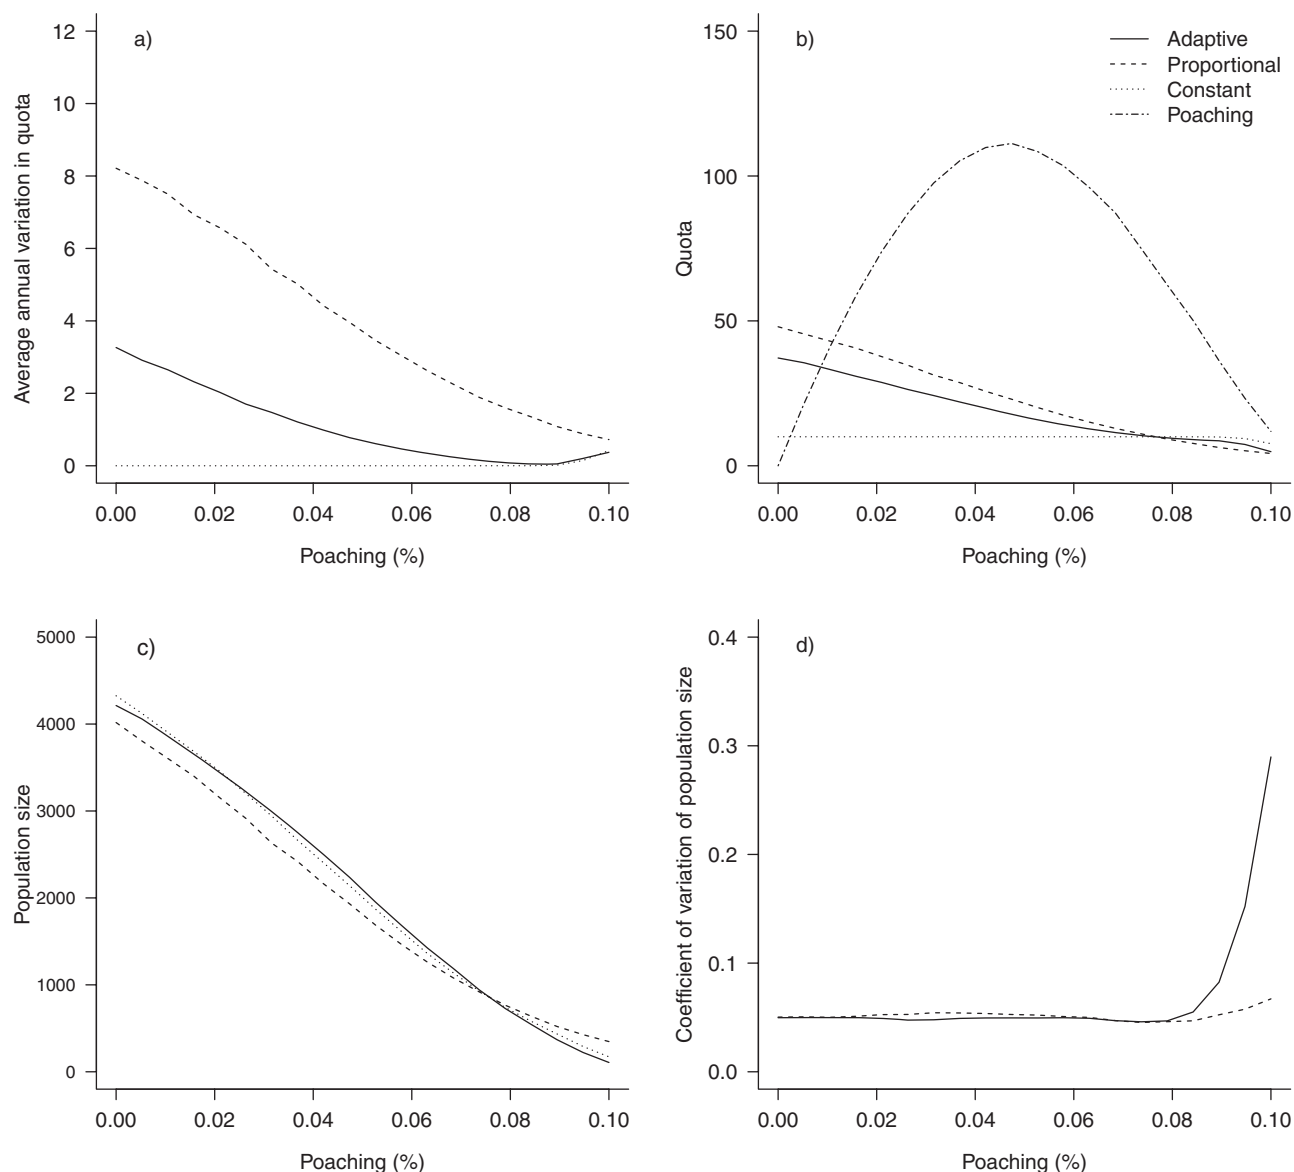 a)
12
10
8
6
4
2
0
Average annual variation in quota
0.00 0.02 0.04 0.06 0.08 0.10
Poaching (%)
b)
Adaptive
Proportional
Constant
Poaching
150
100
50
0
Quota
0.00 0.02 0.04 0.06 0.08 0.10
Poaching (%)
c)
5000
4000
3000
2000
1000
0
Population size
0.00 0.02 0.04 0.06 0.08 0.10
Poaching (%)
d)
0.4
0.3
0.2
0.1
0.0
Coefficient of variation of population size
0.00 0.02 0.04 0.06 0.08 0.10
Poaching (%)